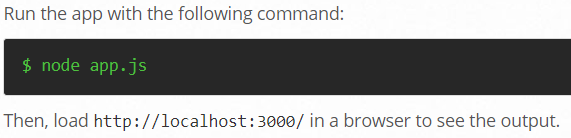 Run the app with the following command:
$ node app.js
Then, load http://localhost:3000/ in a browser to see the output.